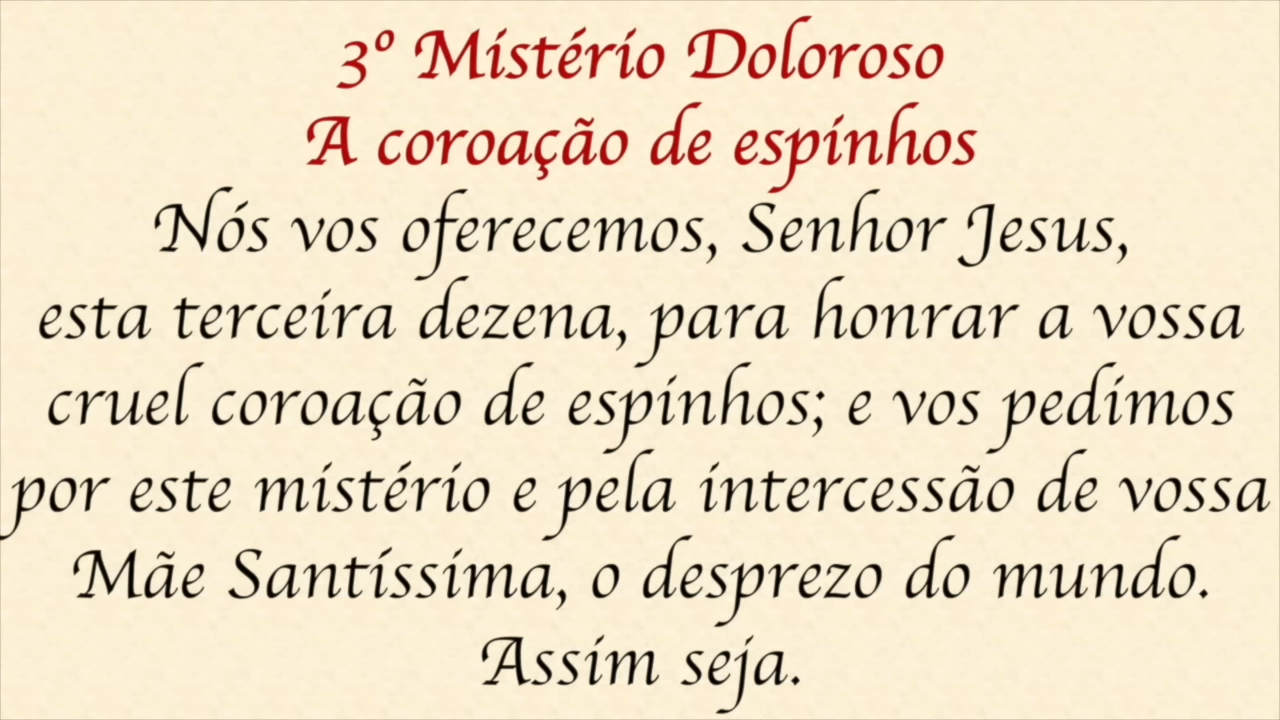 3º Mistério Doloroso
A coroação de espinhos
Nós vos oferecemos, Senhor Jesus,
esta terceira dezena, para honrar a vossa
cruel coroação de espinhos; e vos pedimos
por este mistério e pela intercessão de vossa
Mãe Santíssima, o desprezo do mundo.
Assim seja.